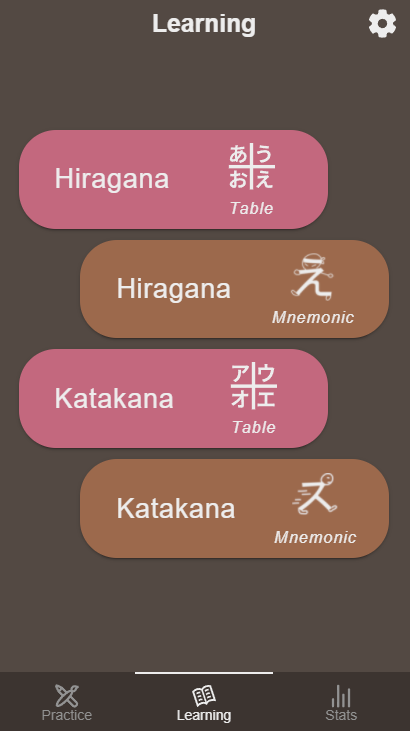 Learning
Hiragana
あう
おえ
Table
Hiragana
え
Mnemonic
Katakana
アウ
オエ
Table
Katakana
Mnemonic
Practice
Learning
Stats